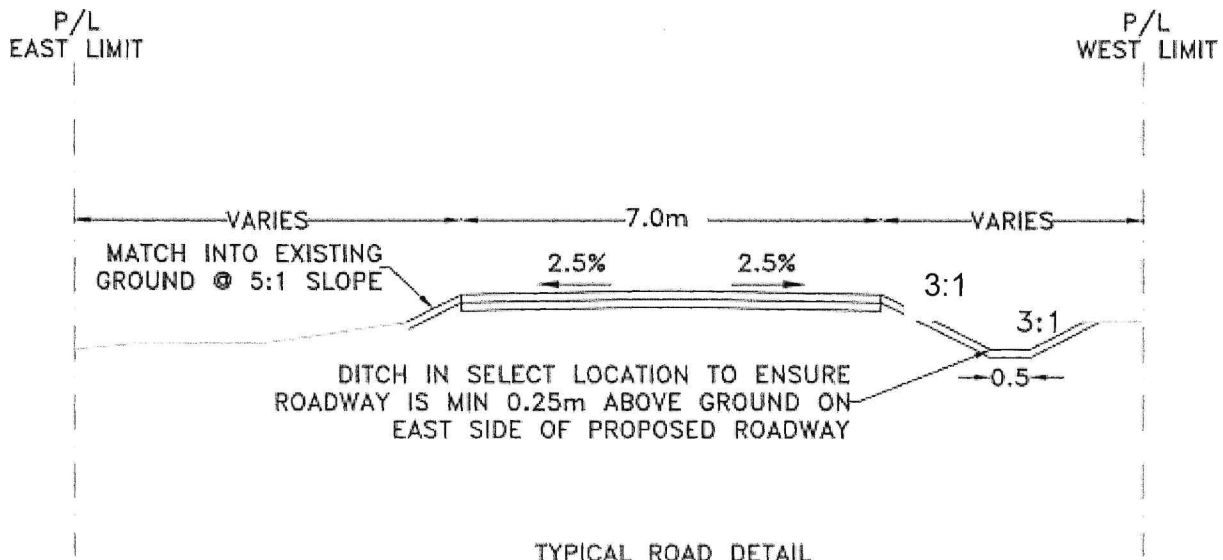 P/L
EAST LIMIT
P/L
WEST LIMIT
VARIES
7.0m
VARIES
MATCH INTO EXISTING
GROUND @ 5:1 SLOPE
2.5%
2.5%
3:1
3:1
DITCH IN SELECT LOCATION TO ENSURE
ROADWAY IS MIN 0.25m ABOVE GROUND ON
EAST SIDE OF PROPOSED ROADWAY
0.5
TYPICAL ROAD DETAIL